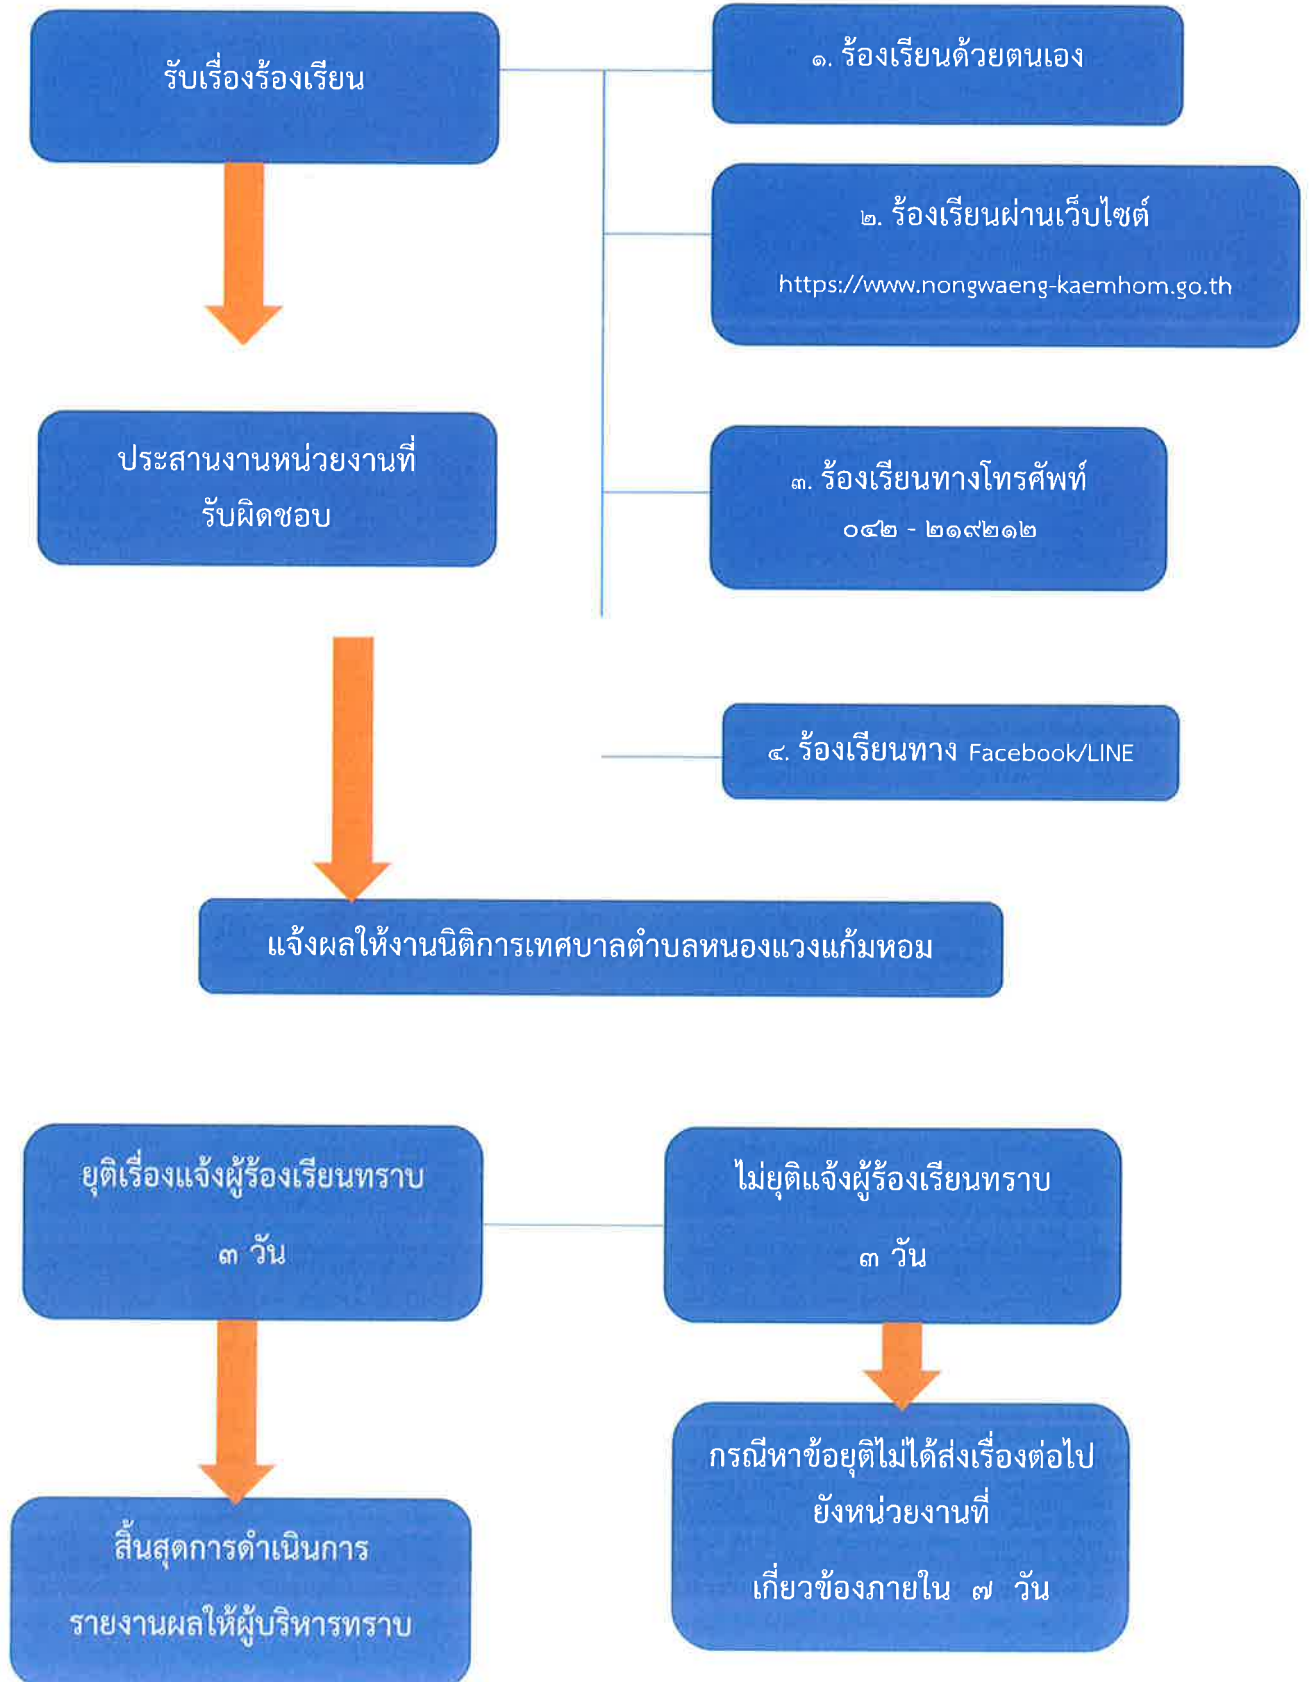 รับเรื่องร้องเรียน
๑. ร้องเรียนด้วยตนเอง
๒. ร้องเรียนผ่านเว็บไซต์
https://www.nongwaeng-kaemhom.go.th
ประสานงานหน่วยงานที่
รับผิดชอบ
๓. ร้องเรียนทางโทรศัพท์
๐๔๒ - ๒๑๙๒๑๒
๔. ร้องเรียนทาง Facebook/LINE
แจ้งผลให้งานนิติการเทศบาลตำบลหนองแวงแก้มหอม
ยุติเรื่องแจ้งผู้ร้องเรียนทราบ
๓ วัน
ไม่ยุติแจ้งผู้ร้องเรียนทราบ
๓ วัน
กรณีหาข้อยุติไม่ได้ส่งเรื่องต่อไป
ยังหน่วยงานที่
เกี่ยวข้องภายใน ๗ วัน
สิ้นสุดการดำเนินการ
รายงานผลให้ผู้บริหารทราบ